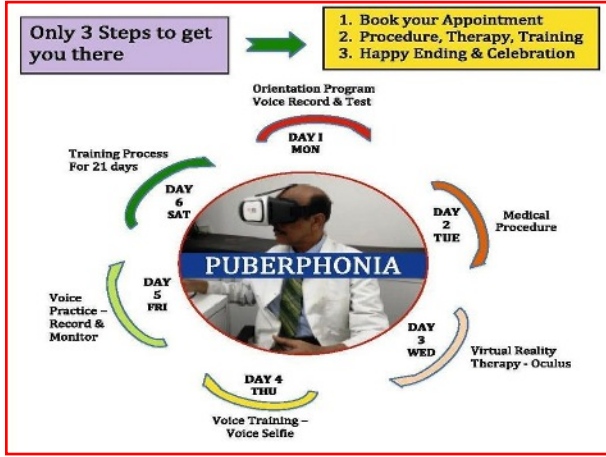 Only 3 Steps to get
you there
1. Book your Appointment
2. Procedure, Therapy, Training
3. Happy Ending & Celebration
Orientation Program
Voice Record & Test
DAY 1
MON
Medical
Procedure
DAY
2
TUE
Virtual Reality
Therapy - Oculus
DAY
3
WED
DAY 4
THU
Voice Training –
Voice Selfie
Voice
Practice –
Record &
Monitor
DAY
5
FRI
Training Process
For 21 days
DAY
6
SAT
PUBERPHONIA